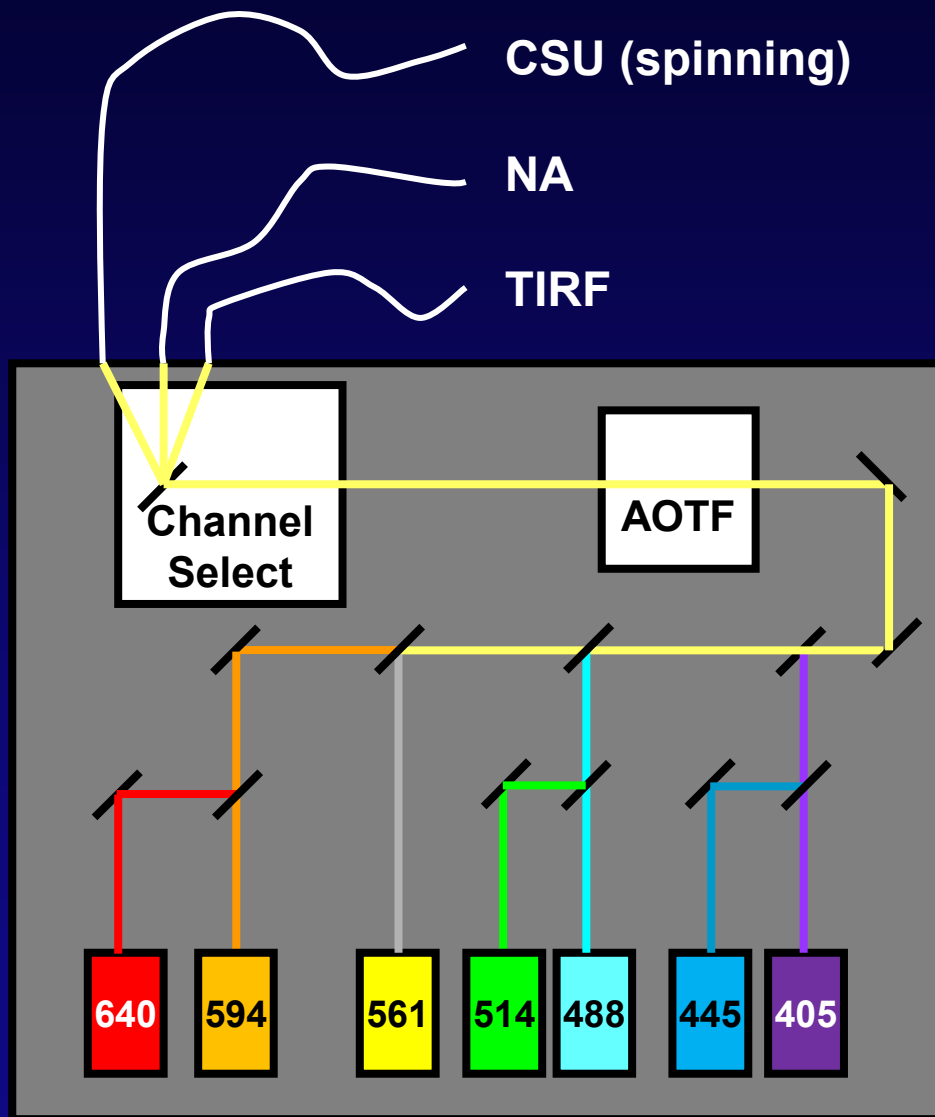 CSU (spinning)
NA
TIRF
Channel
Select
AOTF
640
594
561
514
488
445
405